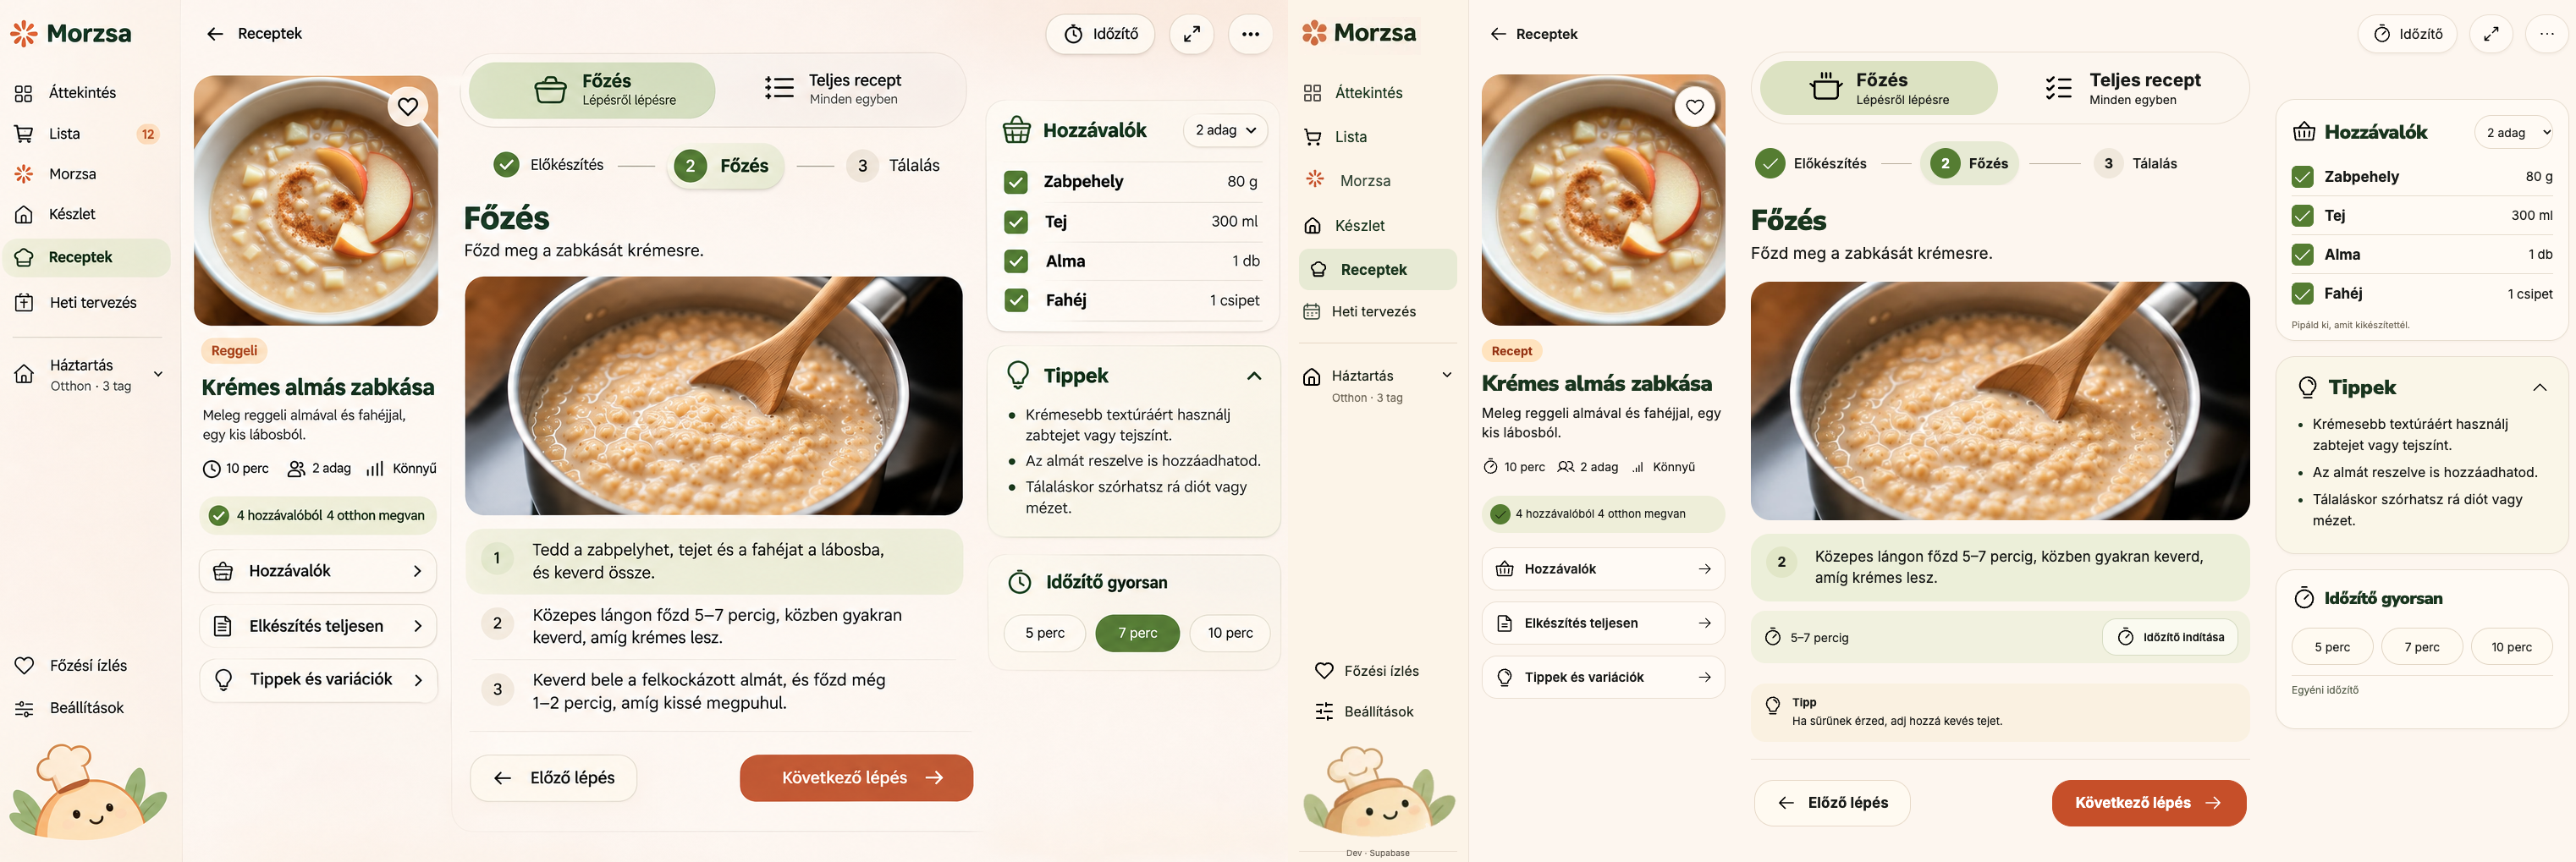 Morzsa
Áttekintés
Lista
12
Morzsa
Készlet
Receptek
Heti tervezés
Háztartás
Otthon · 3 tag
Főzési ízlés
Beállítások
Receptek
Időzítő
Reggeli
Krémes almás zabkása
Meleg reggeli almával és fahéjjal,
egy kis lábosból.
10 perc
2 adag
Könnyű
4 hozzávalóból 4 otthon megvan
Hozzávalók
Elkészítés teljesen
Tippek és variációk
Főzés
Lépésről lépésre
Teljes recept
Minden egyben
Előkészítés
2 Főzés
3 Tálalás
Főzés
Főzd meg a zabkását krémesre.
1 Tedd a zabpelyhet, tejet és a fahéjat a lábosba,
és keverd össze.
2 Közepes lángon főzd 5–7 percig, közben gyakran
keverd, amíg krémes lesz.
3 Keverd bele a felkockázott almát, és főzd még
1–2 percig, amíg kissé megpuhul.
Előző lépés
Következő lépés
Hozzávalók
2 adag
Zabpehely 80 g
Tej 300 ml
Alma 1 db
Fahéj 1 csipet
Tippek
• Krémesebb textúráért használj
zabtejet vagy tejszínt.
• Az almát reszelve is hozzáadhatod.
• Tálaláskor szórhatsz rá diót vagy
mézet.
Időzítő gyorsan
5 perc
7 perc
10 perc
Morzsa
Áttekintés
Lista
Morzsa
Készlet
Receptek
Heti tervezés
Háztartás
Otthon · 3 tag
Főzési ízlés
Beállítások
Dev · Supabase
Receptek
Időzítő
Recept
Krémes almás zabkása
Meleg reggeli almával és fahéjjal, egy
kis lábosból.
10 perc
2 adag
Könnyű
4 hozzávalóból 4 otthon megvan
Hozzávalók
Elkészítés teljesen
Tippek és variációk
Főzés
Lépésről lépésre
Teljes recept
Minden egyben
Előkészítés
2 Főzés
3 Tálalás
Főzés
Főzd meg a zabkását krémesre.
2 Közepes lángon főzd 5–7 percig, közben gyakran keverd,
amíg krémes lesz.
5–7 percig
Időzítő indítása
Tipp
Ha sűrűnek érzed, adj hozzá kevés tejet.
Előző lépés
Következő lépés
Hozzávalók
2 adag
Zabpehely 80 g
Tej 300 ml
Alma 1 db
Fahéj 1 csipet
Pipáld ki, amit kikészítettél.
Tippek
• Krémesebb textúráért használj
zabtejet vagy tejszínt.
• Az almát reszelve is hozzáadhatod.
• Tálaláskor szórhatsz rá diót vagy
mézet.
Időzítő gyorsan
5 perc
7 perc
10 perc
Egyéni időzítő